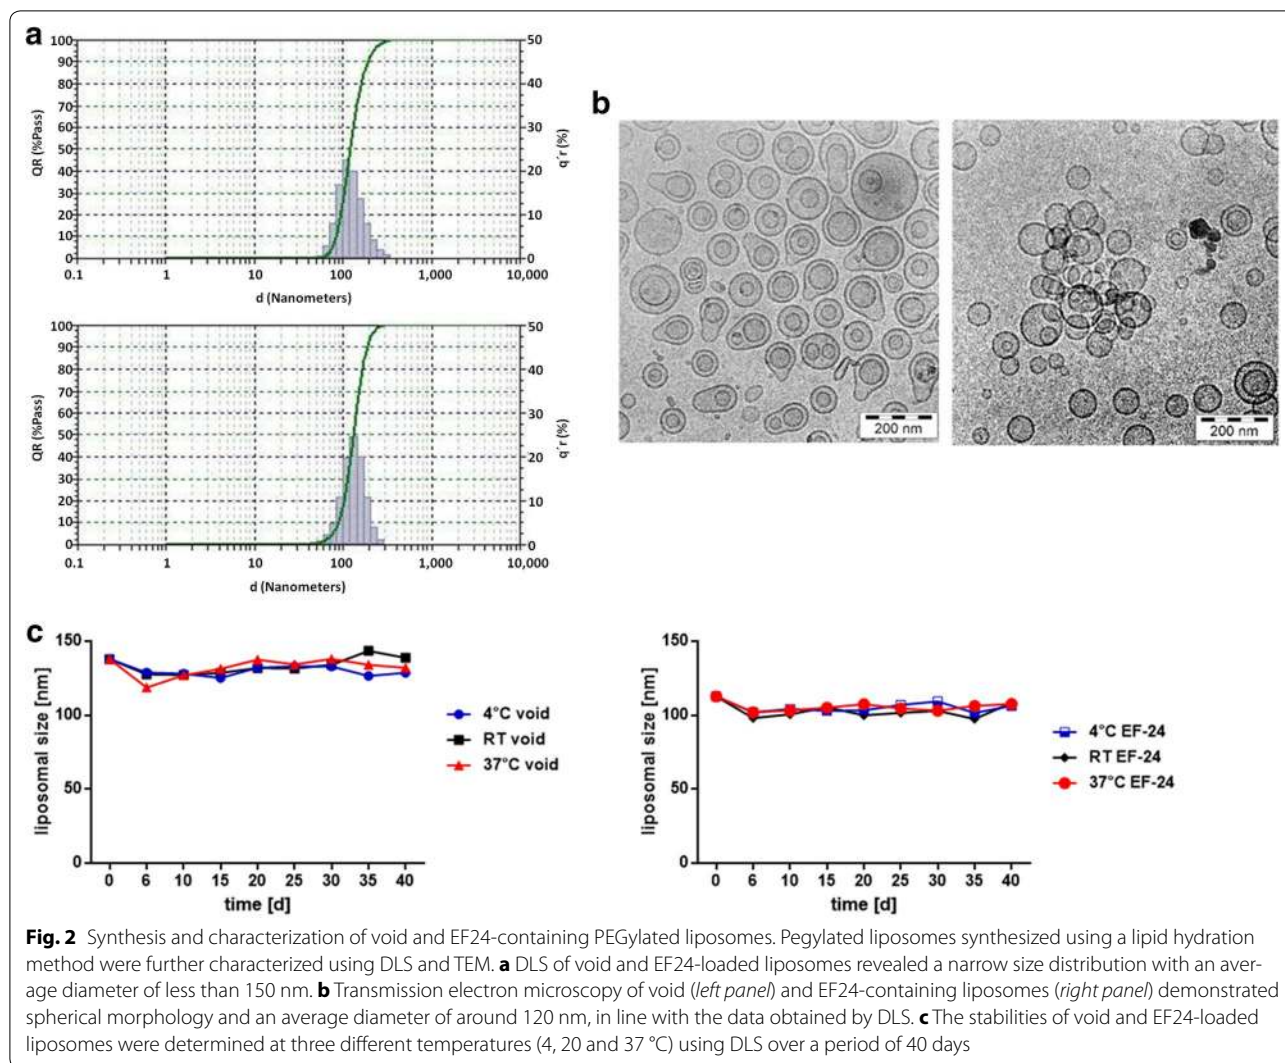 a
100
90
80
70
60
50
40
30
20
10
0
QR (%Pass)
50
40
30
20
10
0
q´r (%)
0.1 1 10 100 1,000 10,000
d (Nanometers)
100
90
80
70
60
50
40
30
20
10
0
QR (%Pass)
50
40
30
20
10
0
q´r (%)
0.1 1 10 100 1,000 10,000
d (Nanometers)
b
200 nm
200 nm
c
150
100
50
0
liposomal size [nm]
0 6 10 15 20 25 30 35 40
time [d]
4°C void
RT void
37°C void
150
100
50
0
liposomal size [nm]
0 6 10 15 20 25 30 35 40
time [d]
4°C EF-24
RT EF-24
37°C EF-24
Fig. 2 Synthesis and characterization of void and EF24-containing PEGylated liposomes. Pegylated liposomes synthesized using a lipid hydration
method were further characterized using DLS and TEM. a DLS of void and EF24-loaded liposomes revealed a narrow size distribution with an aver-
age diameter of less than 150 nm. b Transmission electron microscopy of void (left panel) and EF24-containing liposomes (right panel) demonstrated
spherical morphology and an average diameter of around 120 nm, in line with the data obtained by DLS. c The stabilities of void and EF24-loaded
liposomes were determined at three different temperatures (4, 20 and 37 °C) using DLS over a period of 40 days